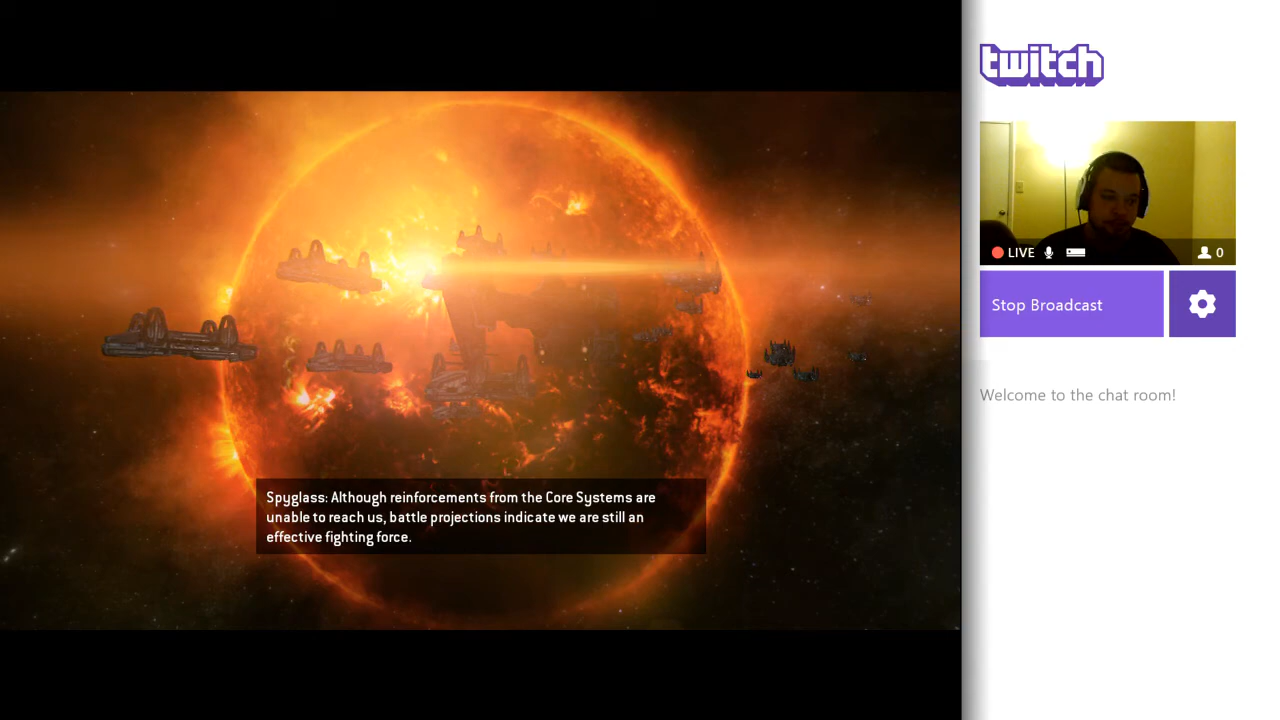 twitch
LIVE
0
Stop Broadcast
Welcome to the chat room!
Spyglass: Although reinforcements from the Core Systems are
unable to reach us, battle projections indicate we are still an
effective fighting force.